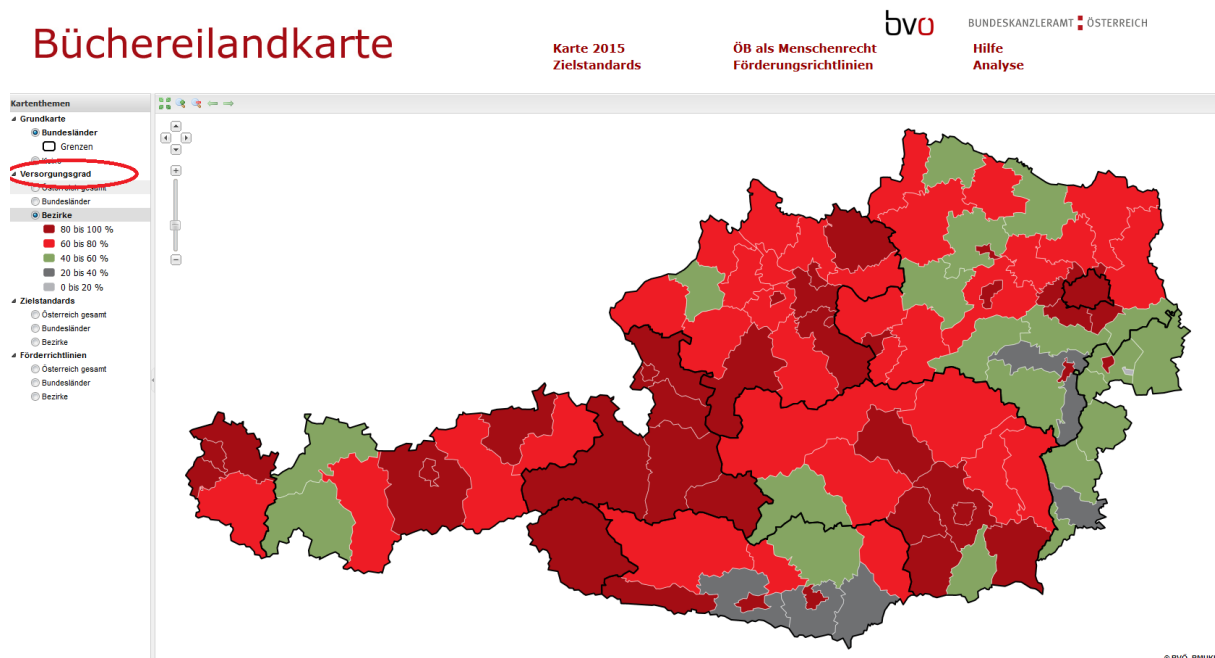 Büchereilandkarte
Karte 2015
Zielstandards
ÖB als Menschenrecht
Förderungsrichtlinien
bvö
BUNDESKANZLERAMT ÖSTERREICH
Hilfe
Analyse
Kartenthemen
Grundkarte
Bundesländer
Grenzen
Versorgungsgrad
Österreich gesamt
Bundesländer
Bezirke
80 bis 100 %
60 bis 80 %
40 bis 60 %
20 bis 40 %
0 bis 20 %
Zielstandards
Österreich gesamt
Bundesländer
Bezirke
Förderrichtlinien
Österreich gesamt
Bundesländer
Bezirke